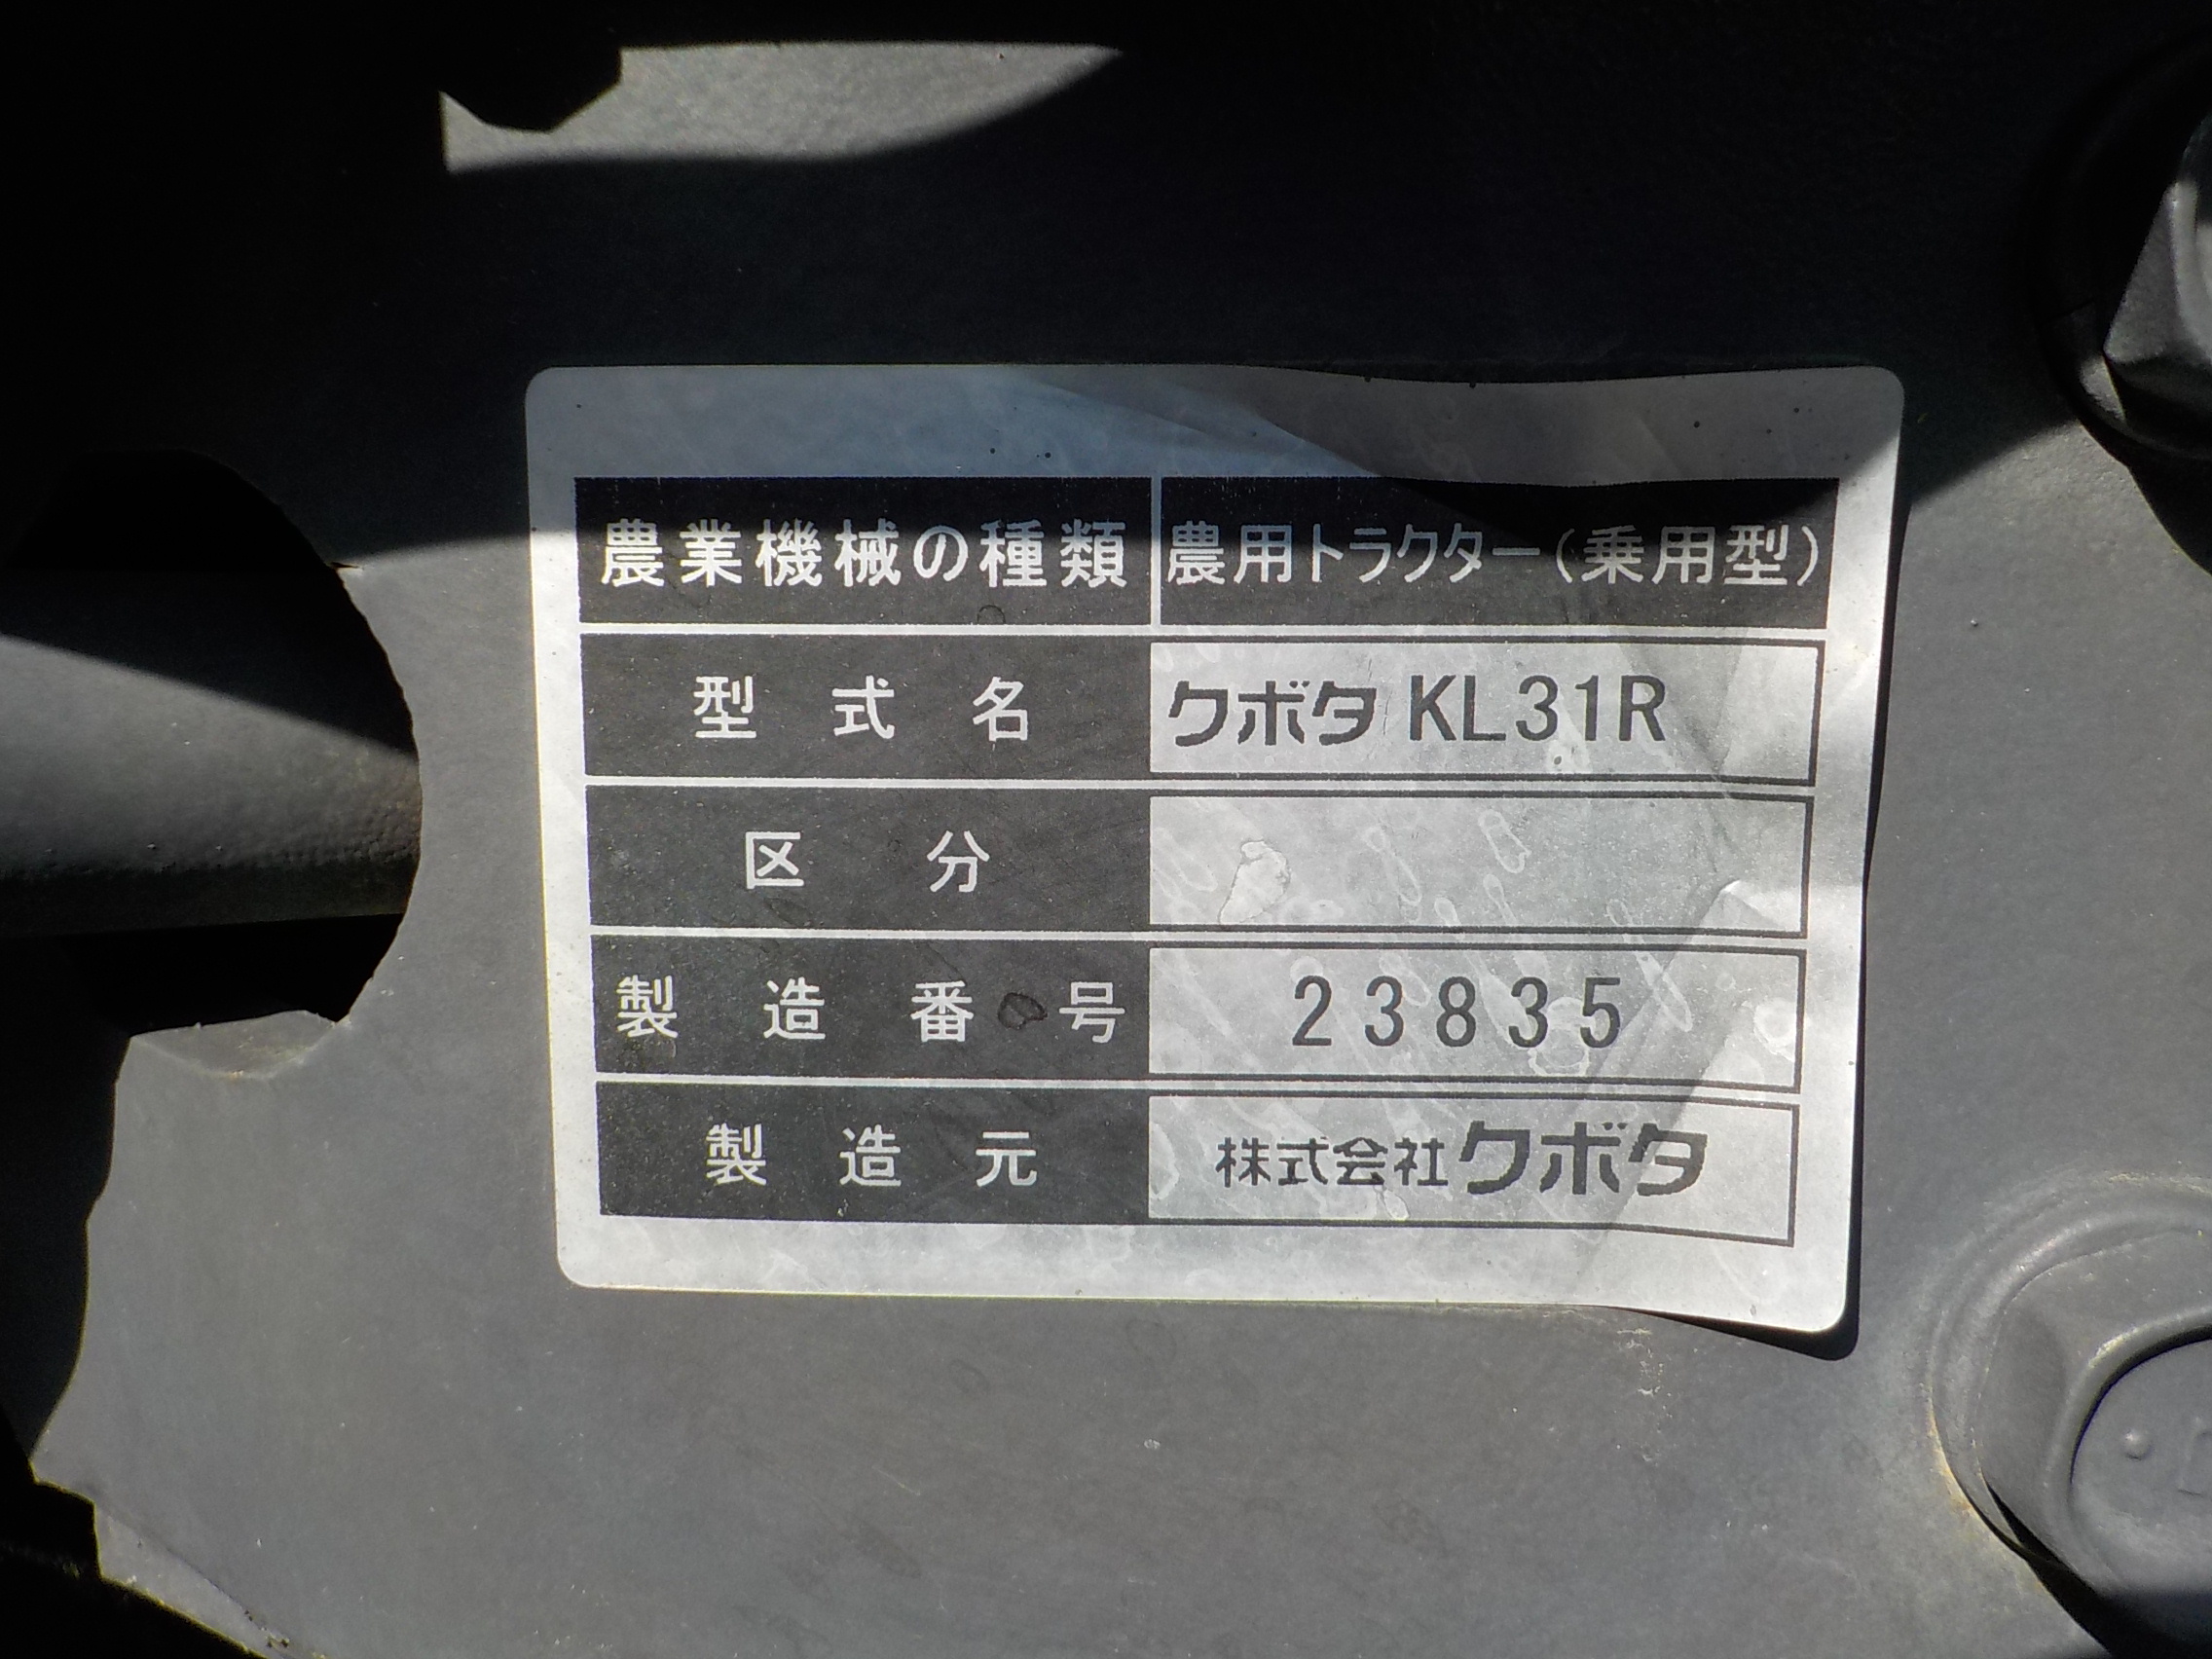 農業機械の種類 農用トラクター(乗用型)
型式名 クボタ KL31R
区分
製造番号 23835
製造元 株式会社クボタ